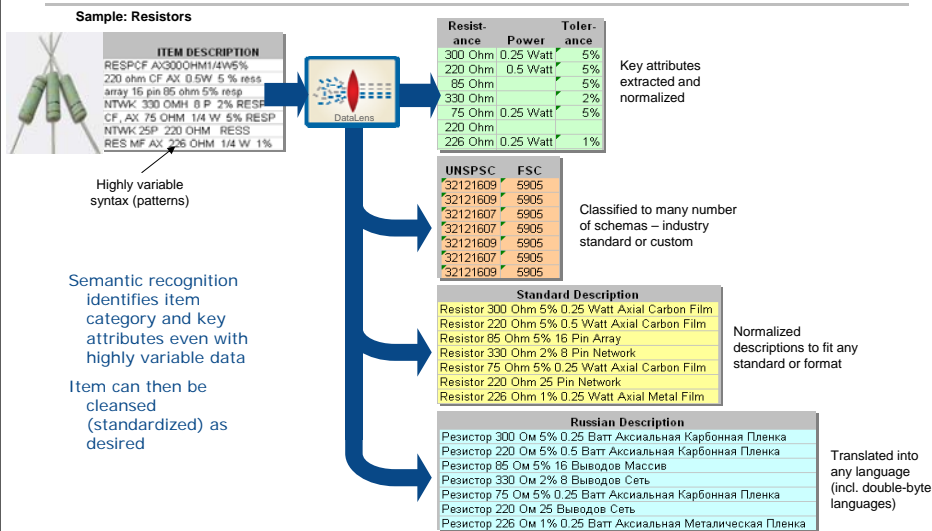 Sample: Resistors
ITEM DESCRIPTION
RESPCF AX300OHM1/4W5%
220 ohm CF AX 0.5W 5 % ress
array 16 pin 85 ohm 5% resp
NTWK 330 OMH 8 P 2% RESP
CF, AX 75 OHM 1/4 W 5% RESP
NTWK 25P 220 OHM RESS
RES MF AX 226 OHM 1/4 W 1%
Highly variable
syntax (patterns)
DataLens
Resist- Toler-
ance Power ance
300 Ohm 0.25 Watt 5%
220 Ohm 0.5 Watt 5%
85 Ohm 5%
330 Ohm 2%
75 Ohm 0.25 Watt 5%
220 Ohm
226 Ohm 0.25 Watt 1%
Key attributes
extracted and
normalized
UNSPSC FSC
32121609 5905
32121609 5905
32121607 5905
32121607 5905
32121609 5905
32121607 5905
32121609 5905
Classified to many number
of schemas – industry
standard or custom
Semantic recognition
identifies item
category and key
attributes even with
highly variable data
Item can then be
cleansed
(standardized) as
desired
Standard Description
Resistor 300 Ohm 5% 0.25 Watt Axial Carbon Film
Resistor 220 Ohm 5% 0.5 Watt Axial Carbon Film
Resistor 85 Ohm 5% 16 Pin Array
Resistor 330 Ohm 2% 8 Pin Network
Resistor 75 Ohm 5% 0.25 Watt Axial Carbon Film
Resistor 220 Ohm 25 Pin Network
Resistor 226 Ohm 1% 0.25 Watt Axial Metal Film
Normalized
descriptions to fit any
standard or format
Russian Description
Резистор 300 Ом 5% 0.25 Ватт Аксиальная Карбонная Пленка
Резистор 220 Ом 5% 0.5 Ватт Аксиальная Карбонная Пленка
Резистор 85 Ом 5% 16 Выводов Массив
Резистор 330 Ом 2% 8 Выводов Сеть
Резистор 75 Ом 5% 0.25 Ватт Аксиальная Карбонная Пленка
Резистор 220 Ом 25 Выводов Сеть
Резистор 226 Ом 1% 0.25 Ватт Аксиальная Металическая Пленка
Translated into
any language
(incl. double-byte
languages)